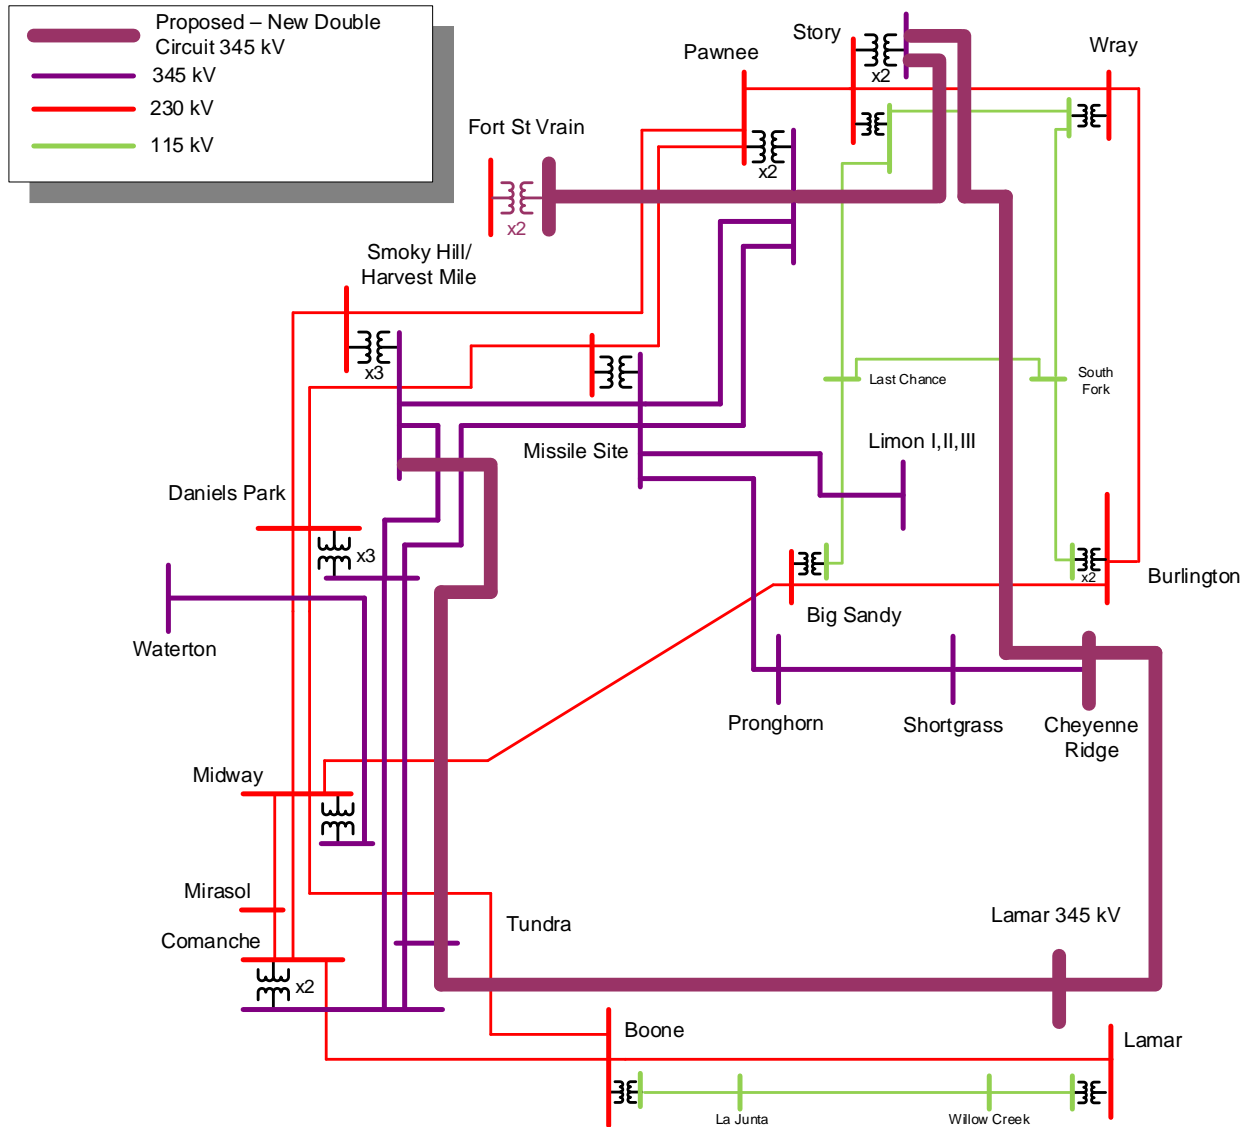 Proposed – New Double
Circuit 345 kV
345 kV
230 kV
115 kV
Story
Pawnee
Wray
x2
Fort St Vrain
x2
x2
Smoky Hill/
Harvest Mile
x3
Last Chance
South
Fork
Missile Site
Limon I,II,III
Daniels Park
x3
x2
Burlington
Big Sandy
Waterton
Pronghorn
Shortgrass
Cheyenne
Ridge
Midway
Mirasol
Tundra
Lamar 345 kV
Comanche
x2
Boone
Lamar
La Junta
Willow Creek